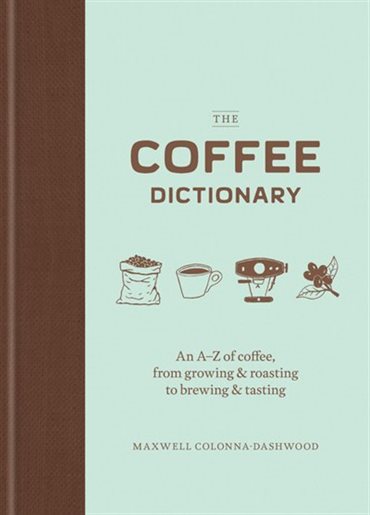 THE
COFFEE
DICTIONARY
An A–Z of coffee,
from growing & roasting
to brewing & tasting
MAXWELL COLONNA-DASHWOOD